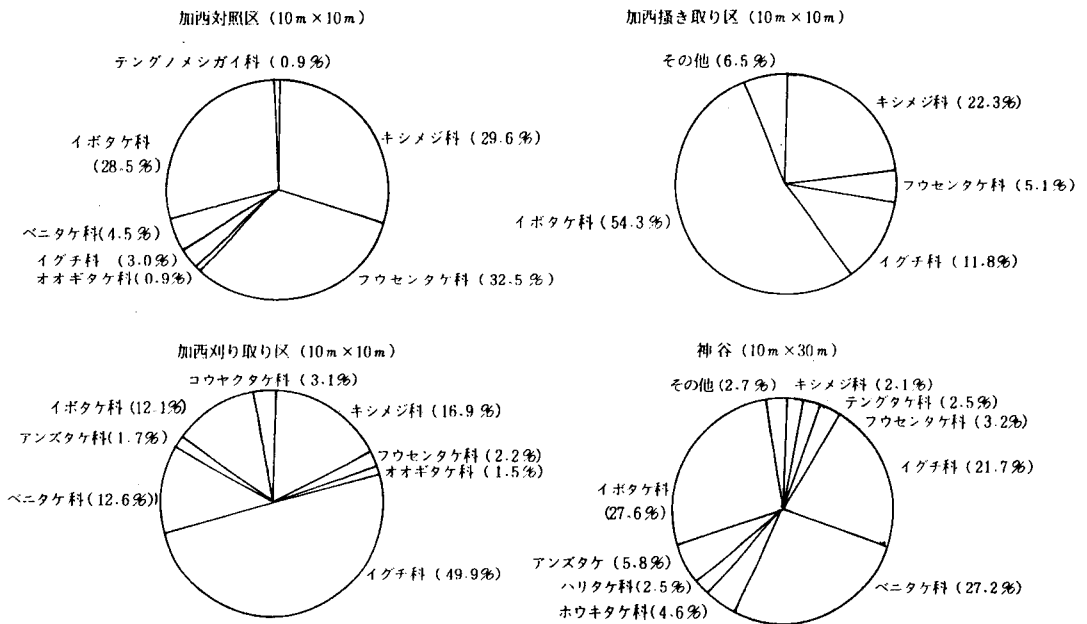 加西対照区 (10m×10m)
テングノメシガイ科 (0.9%)
キシメジ科 (29.6%)
フウセンタケ科 (32.5%)
オオギタケ科(0.9%)
イグチ科 (3.0%)
ベニタケ科(4.5%)
イボタケ科
(28.5%)
加西掻き取り区 (10m×10m)
その他 (6.5%)
キシメジ科 (22.3%)
フウセンタケ科 (5.1%)
イグチ科 (11.8%)
イボタケ科 (54.3%)
加西刈り取り区 (10m×10m)
コウヤクタケ科 (3.1%)
キシメジ科 (16.9%)
フウセンタケ科 (2.2%)
オオギタケ科 (1.5%)
イグチ科 (49.9%)
ベニタケ科 (12.6%)
アンズタケ科(1.7%)
イボタケ科(12.1%)
神谷 (10m×30m)
その他 (2.7%)
キシメジ科 (2.1%)
テングタケ科 (2.5%)
フウセンタケ科 (3.2%)
イグチ科 (21.7%)
ベニタケ科 (27.2%)
ホウキタケ科 (4.6%)
ハリタケ科 (2.5%)
アンズタケ (5.8%)
イボタケ科
(27.6%)